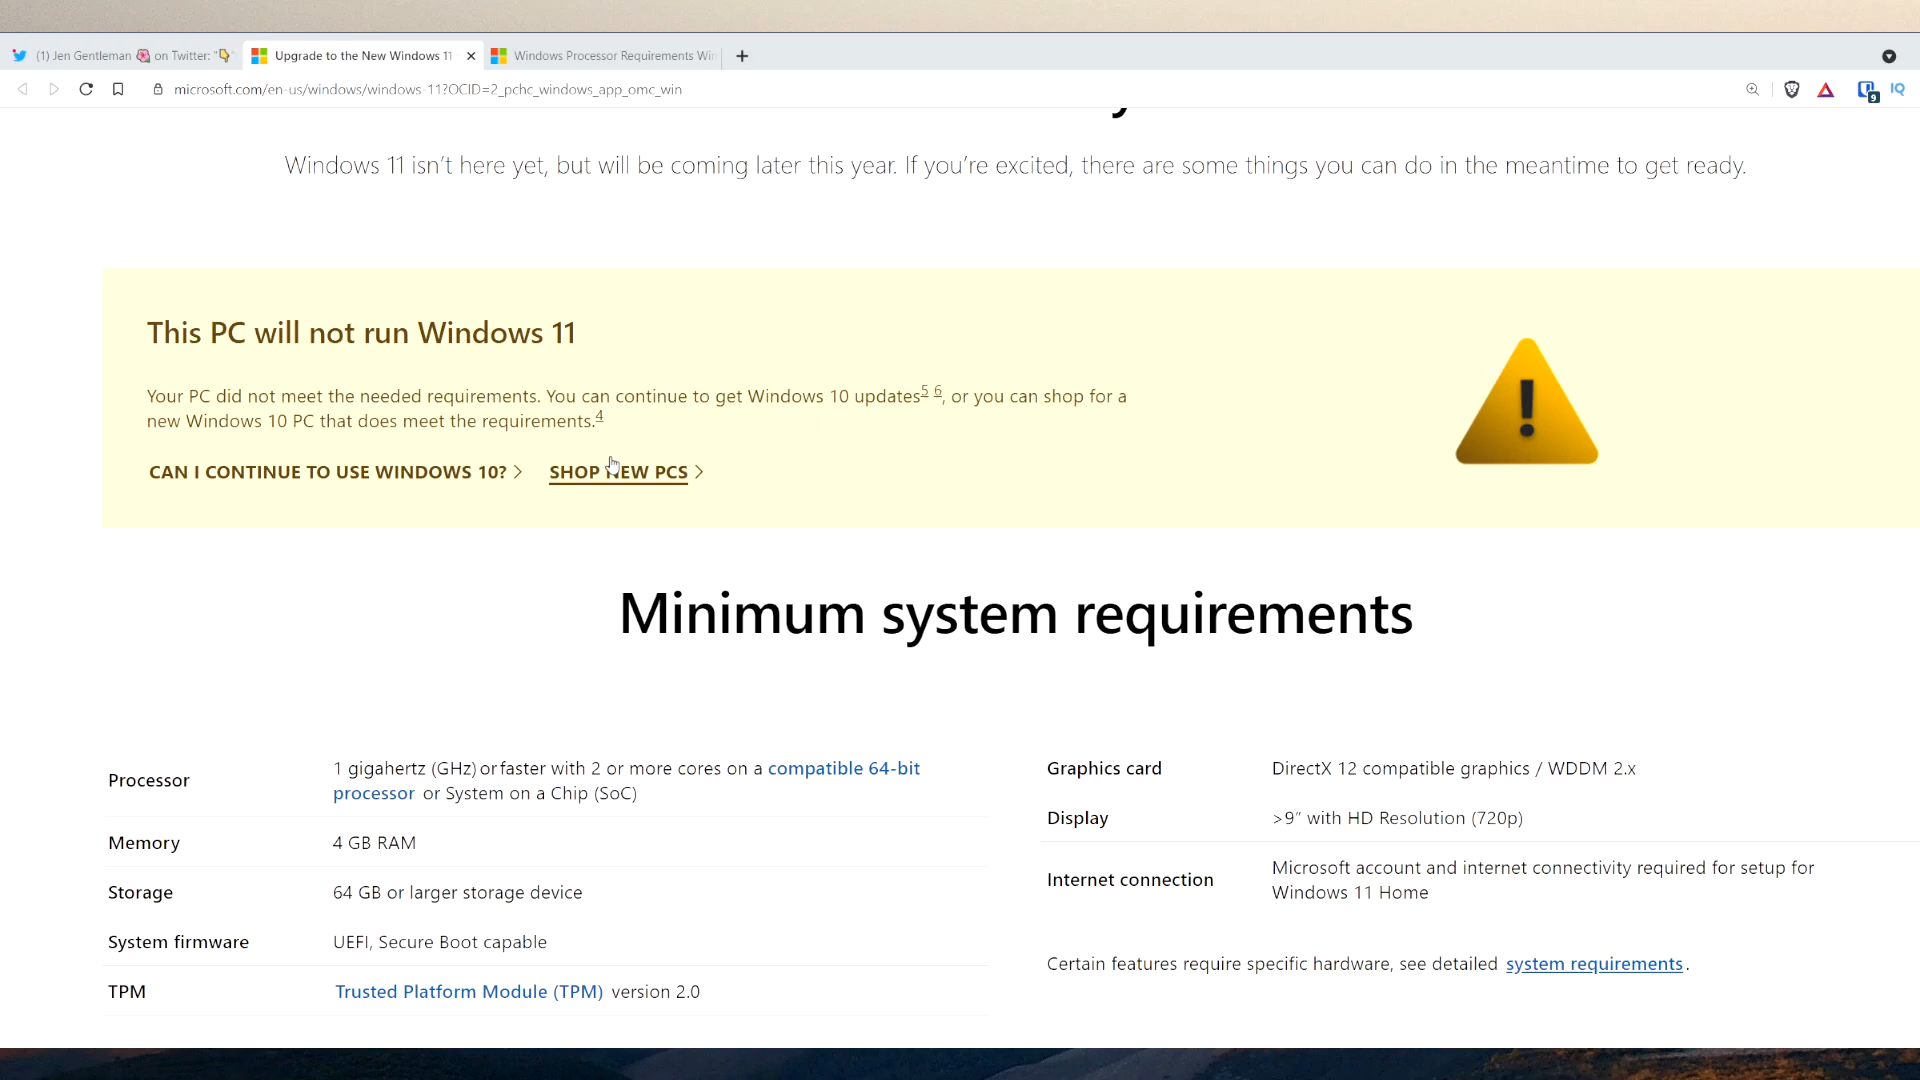 (1) Jen Gentleman 🌺 on Twitter: "👇
Upgrade to the New Windows 11
Windows Processor Requirements Win
microsoft.com/en-us/windows/windows-11?OCID=2_pchc_windows_app_omc_win
9
IQ
Windows 11 isn't here yet, but will be coming later this year. If you're excited, there are some things you can do in the meantime to get ready.
This PC will not run Windows 11
Your PC did not meet the needed requirements. You can continue to get Windows 10 updates5 6, or you can shop for a
new Windows 10 PC that does meet the requirements.4
CAN I CONTINUE TO USE WINDOWS 10? >
SHOP NEW PCS >
Minimum system requirements
Processor
1 gigahertz (GHz) or faster with 2 or more cores on a compatible 64-bit
processor or System on a Chip (SoC)
Memory
4 GB RAM
Storage
64 GB or larger storage device
System firmware
UEFI, Secure Boot capable
TPM
Trusted Platform Module (TPM) version 2.0
Graphics card
DirectX 12 compatible graphics / WDDM 2.x
Display
>9" with HD Resolution (720p)
Internet connection
Microsoft account and internet connectivity required for setup for
Windows 11 Home
Certain features require specific hardware, see detailed system requirements.